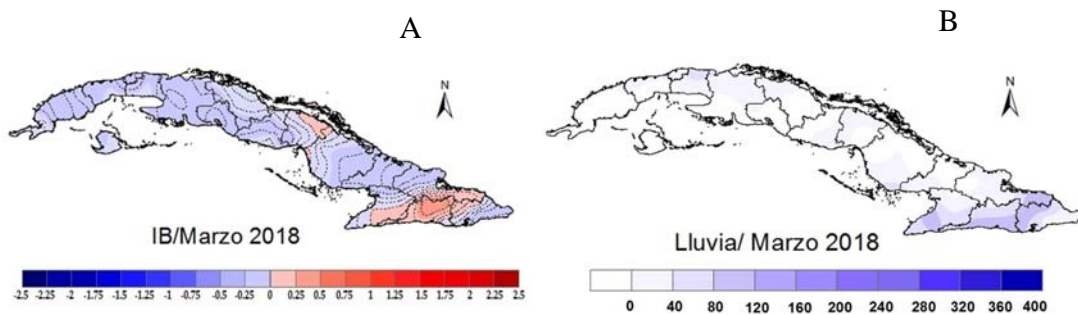 A
B
N
N
IB/Marzo 2018
Lluvia/ Marzo 2018
-2.5 -2.25 -2 -1.75 -1.5 -1.25 -1 -0.75 -0.5 -0.25 0 0.25 0.5 0.75 1 1.25 1.5 1.75 2 2.25 2.5
0 40 80 120 160 200 240 280 320 360 400